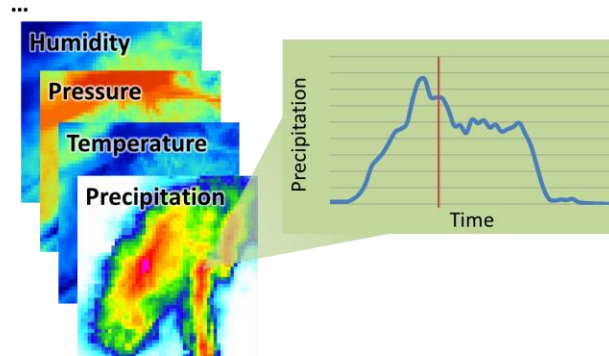 ...
Humidity
Pressure
Temperature
Precipitation
Precipitation
Time